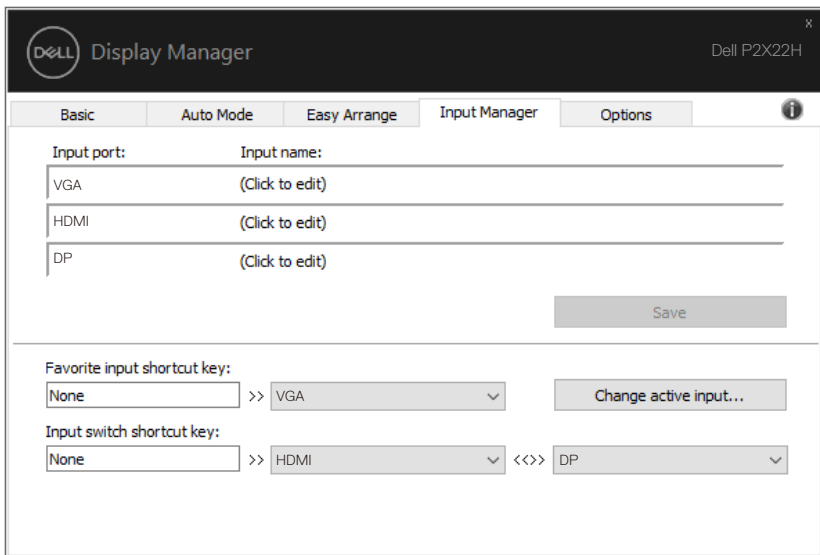 x
DELL Display Manager Dell P2X22H
Basic Auto Mode Easy Arrange Input Manager Options i
Input port: Input name:
VGA (Click to edit)
HDMI (Click to edit)
DP (Click to edit)
Save
Favorite input shortcut key:
None >> VGA Change active input...
Input switch shortcut key:
None >> HDMI <<>> DP